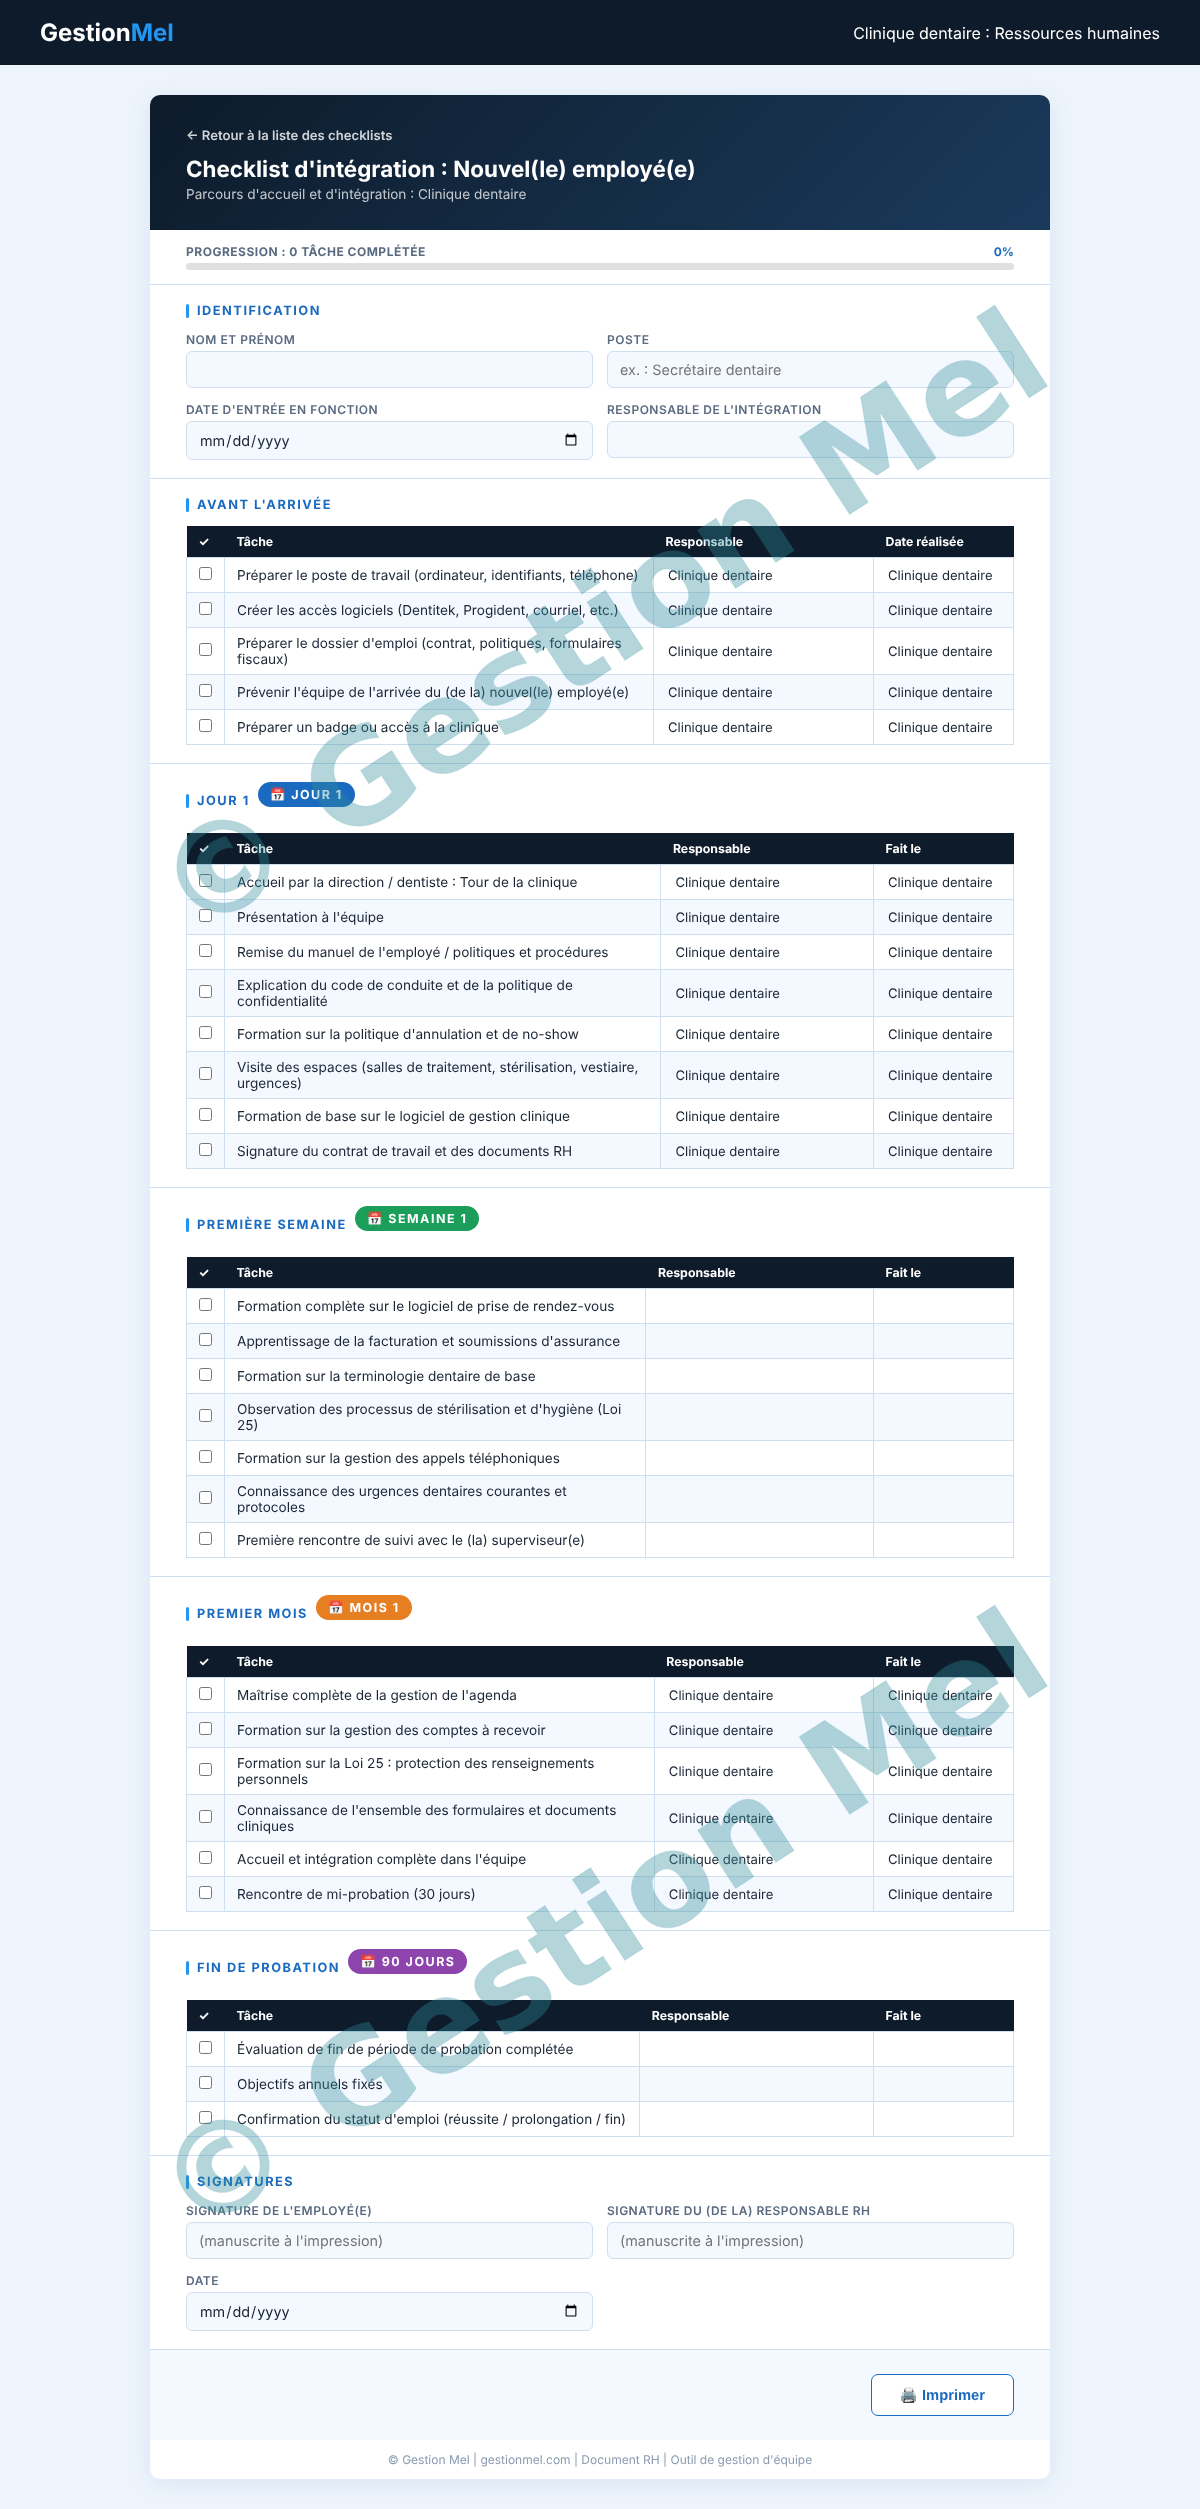 GestionMel
Clinique dentaire : Ressources humaines
← Retour à la liste des checklists
Checklist d'intégration : Nouvel(le) employé(e)
Parcours d'accueil et d'intégration : Clinique dentaire
PROGRESSION : 0 TÂCHE COMPLÉTÉE 0%
IDENTIFICATION
NOM ET PRÉNOM POSTE
ex. : Secrétaire dentaire
DATE D'ENTRÉE EN FONCTION RESPONSABLE DE L'INTÉGRATION
mm/dd/yyyy
AVANT L'ARRIVÉE
✓ Tâche Responsable Date réalisée
Préparer le poste de travail (ordinateur, identifiants, téléphone) Clinique dentaire Clinique dentaire
Créer les accès logiciels (Dentitek, Progident, courriel, etc.) Clinique dentaire Clinique dentaire
Préparer le dossier d'emploi (contrat, politiques, formulaires
fiscaux) Clinique dentaire Clinique dentaire
Prévenir l'équipe de l'arrivée du (de la) nouvel(le) employé(e) Clinique dentaire Clinique dentaire
Préparer un badge ou accès à la clinique Clinique dentaire Clinique dentaire
© Gestion Mel
JOUR 1 📅 JOUR 1
✓ Tâche Responsable Fait le
Accueil par la direction / dentiste : Tour de la clinique Clinique dentaire Clinique dentaire
Présentation à l'équipe Clinique dentaire Clinique dentaire
Remise du manuel de l'employé / politiques et procédures Clinique dentaire Clinique dentaire
Explication du code de conduite et de la politique de
confidentialité Clinique dentaire Clinique dentaire
Formation sur la politique d'annulation et de no-show Clinique dentaire Clinique dentaire
Visite des espaces (salles de traitement, stérilisation, vestiaire,
urgences) Clinique dentaire Clinique dentaire
Formation de base sur le logiciel de gestion clinique Clinique dentaire Clinique dentaire
Signature du contrat de travail et des documents RH Clinique dentaire Clinique dentaire
PREMIÈRE SEMAINE 📅 SEMAINE 1
✓ Tâche Responsable Fait le
Formation complète sur le logiciel de prise de rendez-vous
Apprentissage de la facturation et soumissions d'assurance
Formation sur la terminologie dentaire de base
Observation des processus de stérilisation et d'hygiène (Loi
25)
Formation sur la gestion des appels téléphoniques
Connaissance des urgences dentaires courantes et
protocoles
Première rencontre de suivi avec le (la) superviseur(e)
PREMIER MOIS 📅 MOIS 1
✓ Tâche Responsable Fait le
Maîtrise complète de la gestion de l'agenda Clinique dentaire Clinique dentaire
Formation sur la gestion des comptes à recevoir Clinique dentaire Clinique dentaire
Formation sur la Loi 25 : protection des renseignements
personnels Clinique dentaire Clinique dentaire
Connaissance de l'ensemble des formulaires et documents
cliniques Clinique dentaire Clinique dentaire
Accueil et intégration complète dans l'équipe Clinique dentaire Clinique dentaire
Rencontre de mi-probation (30 jours) Clinique dentaire Clinique dentaire
© Gestion Mel
FIN DE PROBATION 📅 90 JOURS
✓ Tâche Responsable Fait le
Évaluation de fin de période de probation complétée
Objectifs annuels fixés
Confirmation du statut d'emploi (réussite / prolongation / fin)
SIGNATURES
SIGNATURE DE L'EMPLOYÉ(E) SIGNATURE DU (DE LA) RESPONSABLE RH
(manuscrite à l'impression) (manuscrite à l'impression)
DATE
mm/dd/yyyy
🖨️ Imprimer
© Gestion Mel | gestionmel.com | Document RH | Outil de gestion d'équipe